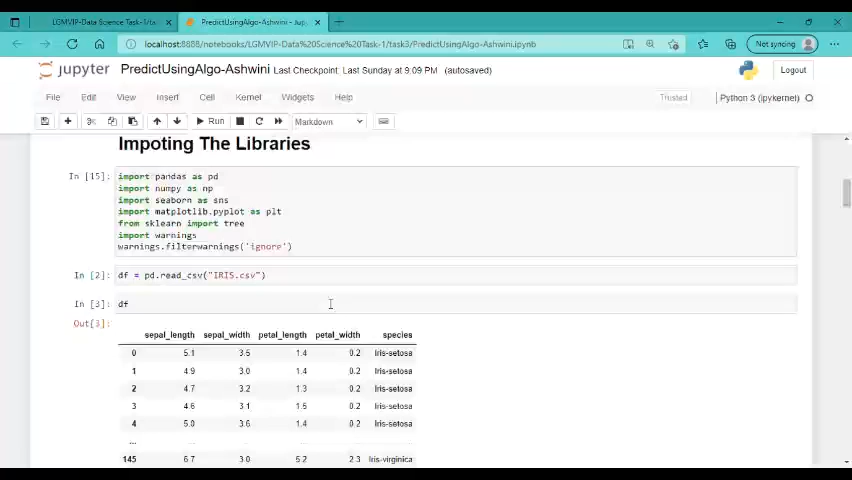 LGMVIP-Data Science Task-1/ta
PredictUsingAlgo-Ashwini - Jup
localhost:8888/notebooks/LGMVIP-Data%20Science%20Task-1/task3/PredictUsingAlgo-Ashwini.ipynb
Not syncing
jupyter PredictUsingAlgo-Ashwini Last Checkpoint: Last Sunday at 9:09 PM (autosaved)
Logout
File Edit View Insert Cell Kernel Widgets Help
Trusted
Python 3 (ipykernel)
Run
Markdown
Impoting The Libraries
In [15]: import pandas as pd
import numpy as np
import seaborn as sns
import matplotlib.pyplot as plt
from sklearn import tree
import warnings
warnings.filterwarnings('ignore')
In [2]: df = pd.read_csv("IRIS.csv")
In [3]: df
Out[3]:
sepal_length sepal_width petal_length petal_width species
0 5.1 3.5 1.4 0.2 Iris-setosa
1 4.9 3.0 1.4 0.2 Iris-setosa
2 4.7 3.2 1.3 0.2 Iris-setosa
3 4.6 3.1 1.5 0.2 Iris-setosa
4 5.0 3.6 1.4 0.2 Iris-setosa
... ... ... ... ... ...
145 6.7 3.0 5.2 2.3 Iris-virginica